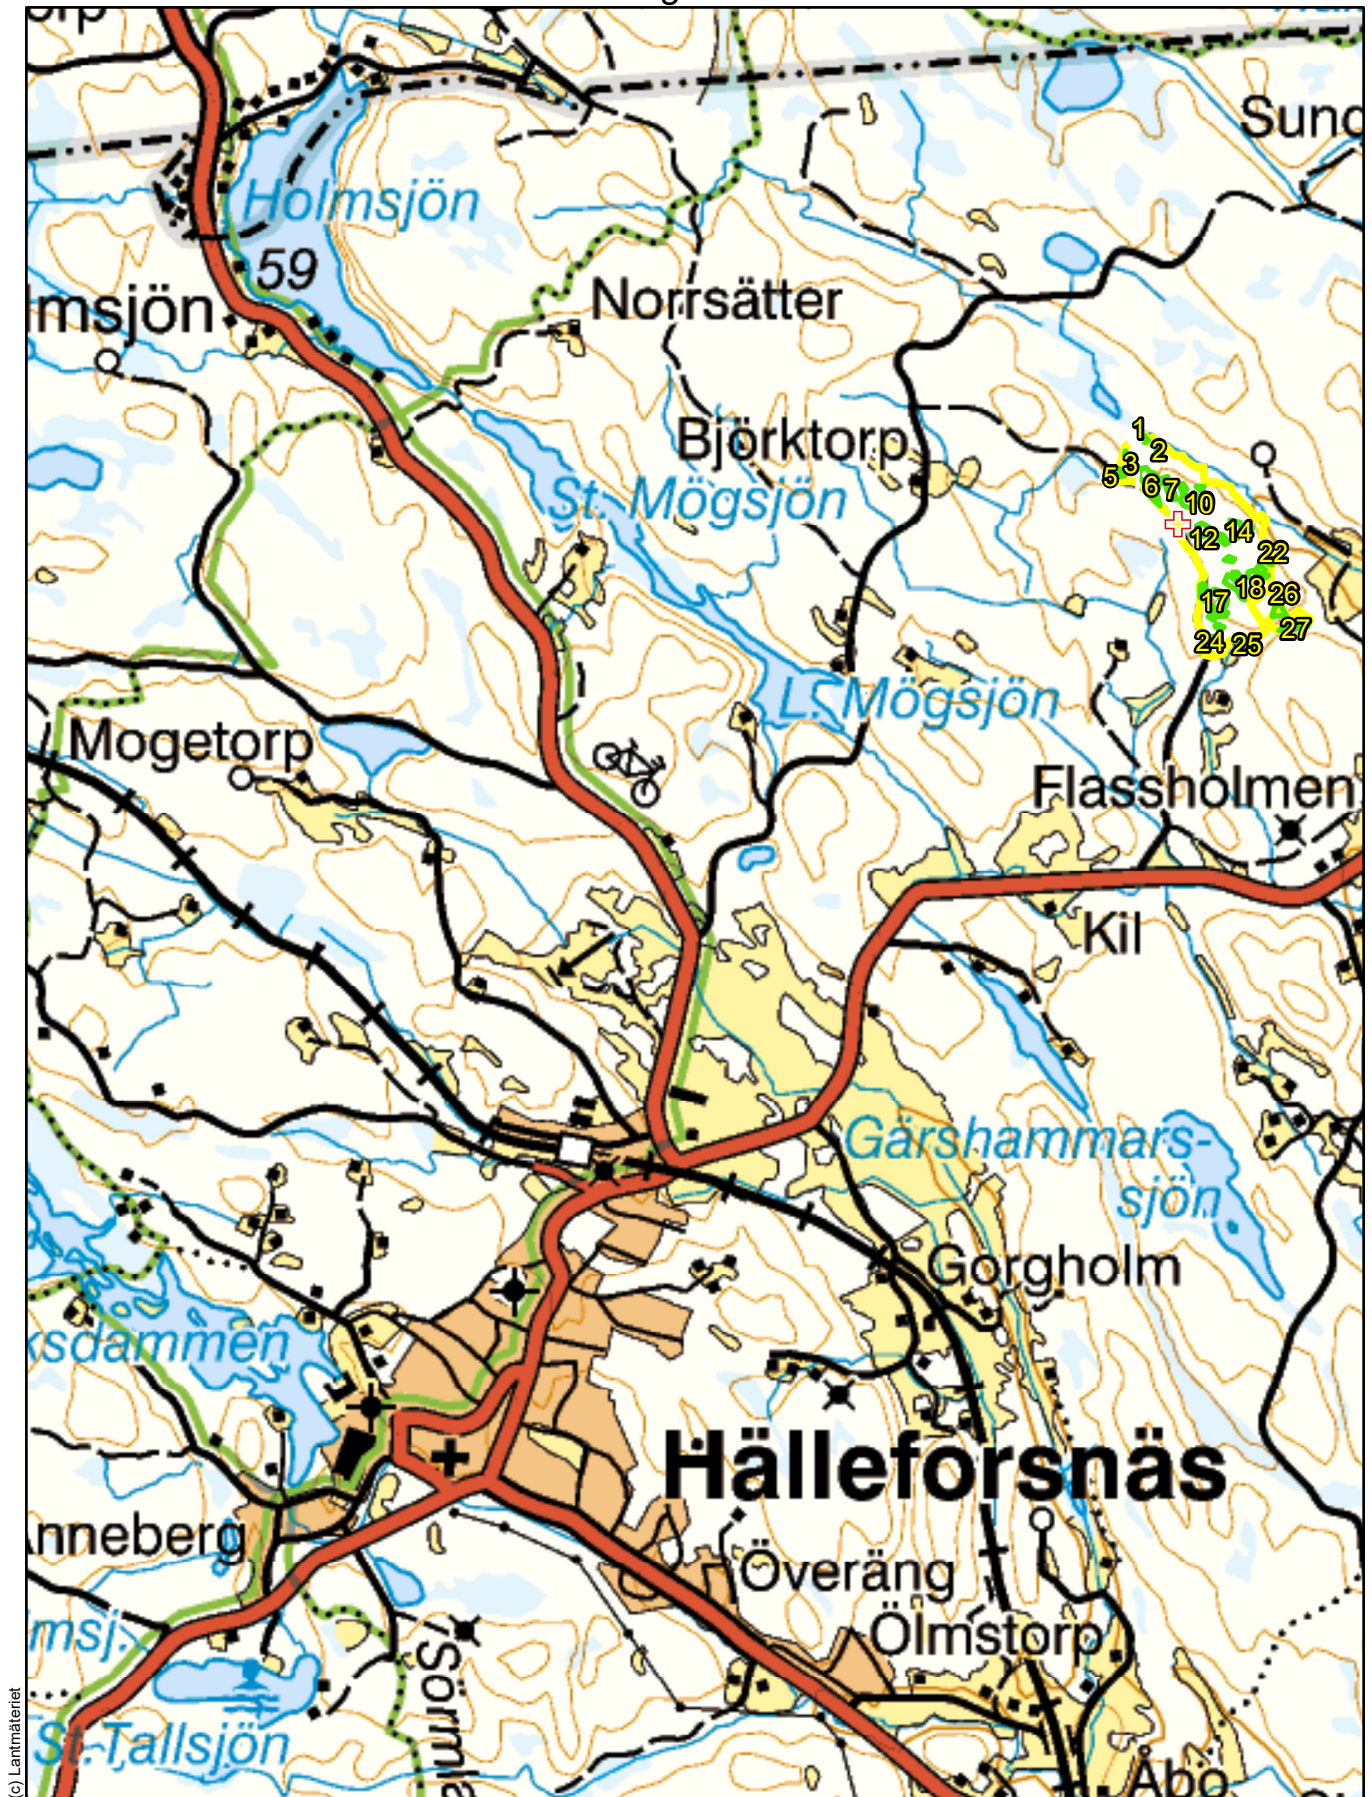 Sund
Holmsjön
59
lmsjön
Norrsätter
Björktorp
St. Mögsjön
1
2
3
5
6
7
10
12
14
22
18
26
17
27
24
25
L. Mögsjön
Mogetorp
Flassholmen
Kil
Gärshammars-
sjön
Gorgholm
ksdammen
Hälleforsnäs
Anneberg
Överäng
Ölmstorp
msj.
Sörmla
St.Tallsjön
Åbo
(c) Lantmäteriet